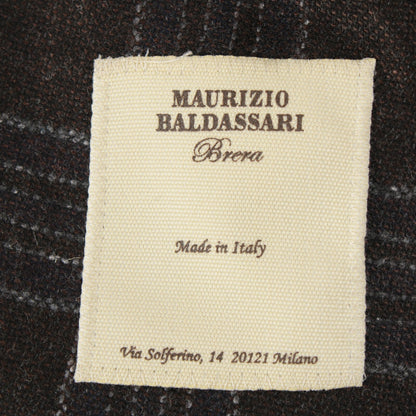 MAURIZIO
BALDASSARI
Brera
Made in Italy
Via Solferino, 14 20121 Milano